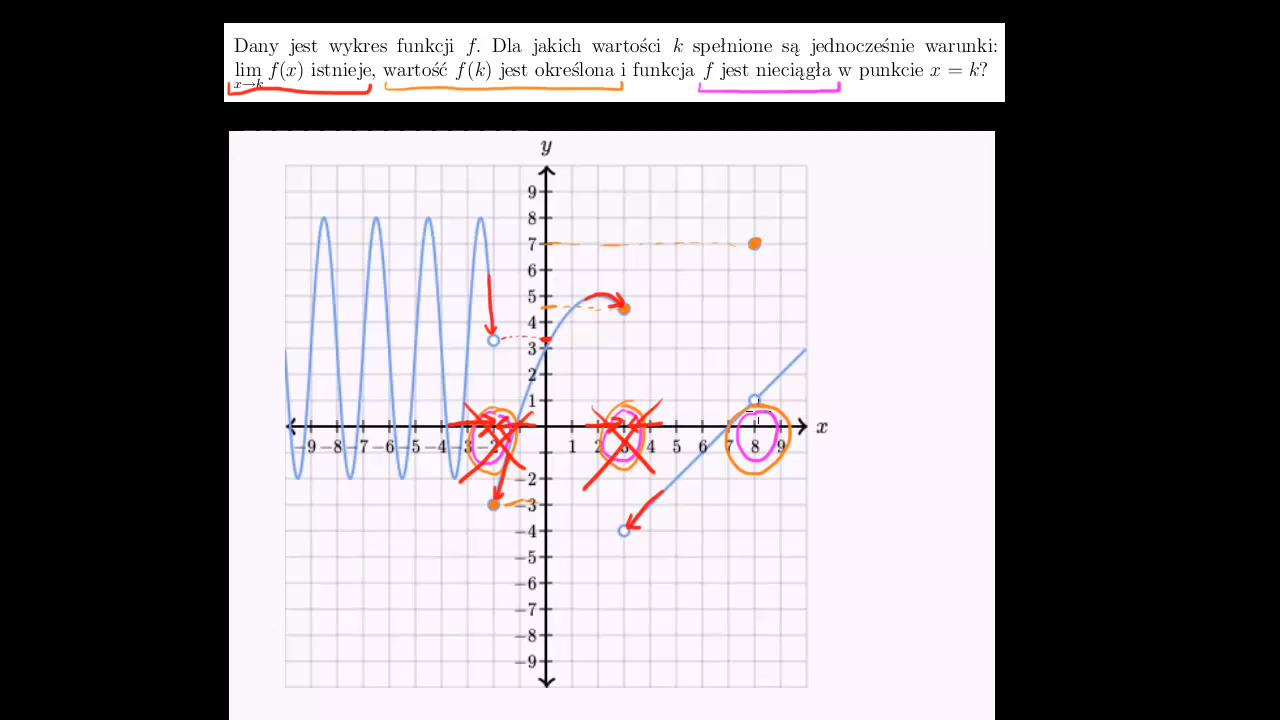 Dany jest wykres funkcji f. Dla jakich wartości k spełnione są jednocześnie warunki:
lim f(x) istnieje, wartość f(k) jest określona i funkcja f jest nieciągła w punkcie x = k?
x→k
y
9
8
7
6
5
4
3
2
1
x
−9 −8 −7 −6 −5 −4 −3 −2 1 2 3 4 5 6 7 8 9
−2
−3
−4
−5
−6
−7
−8
−9